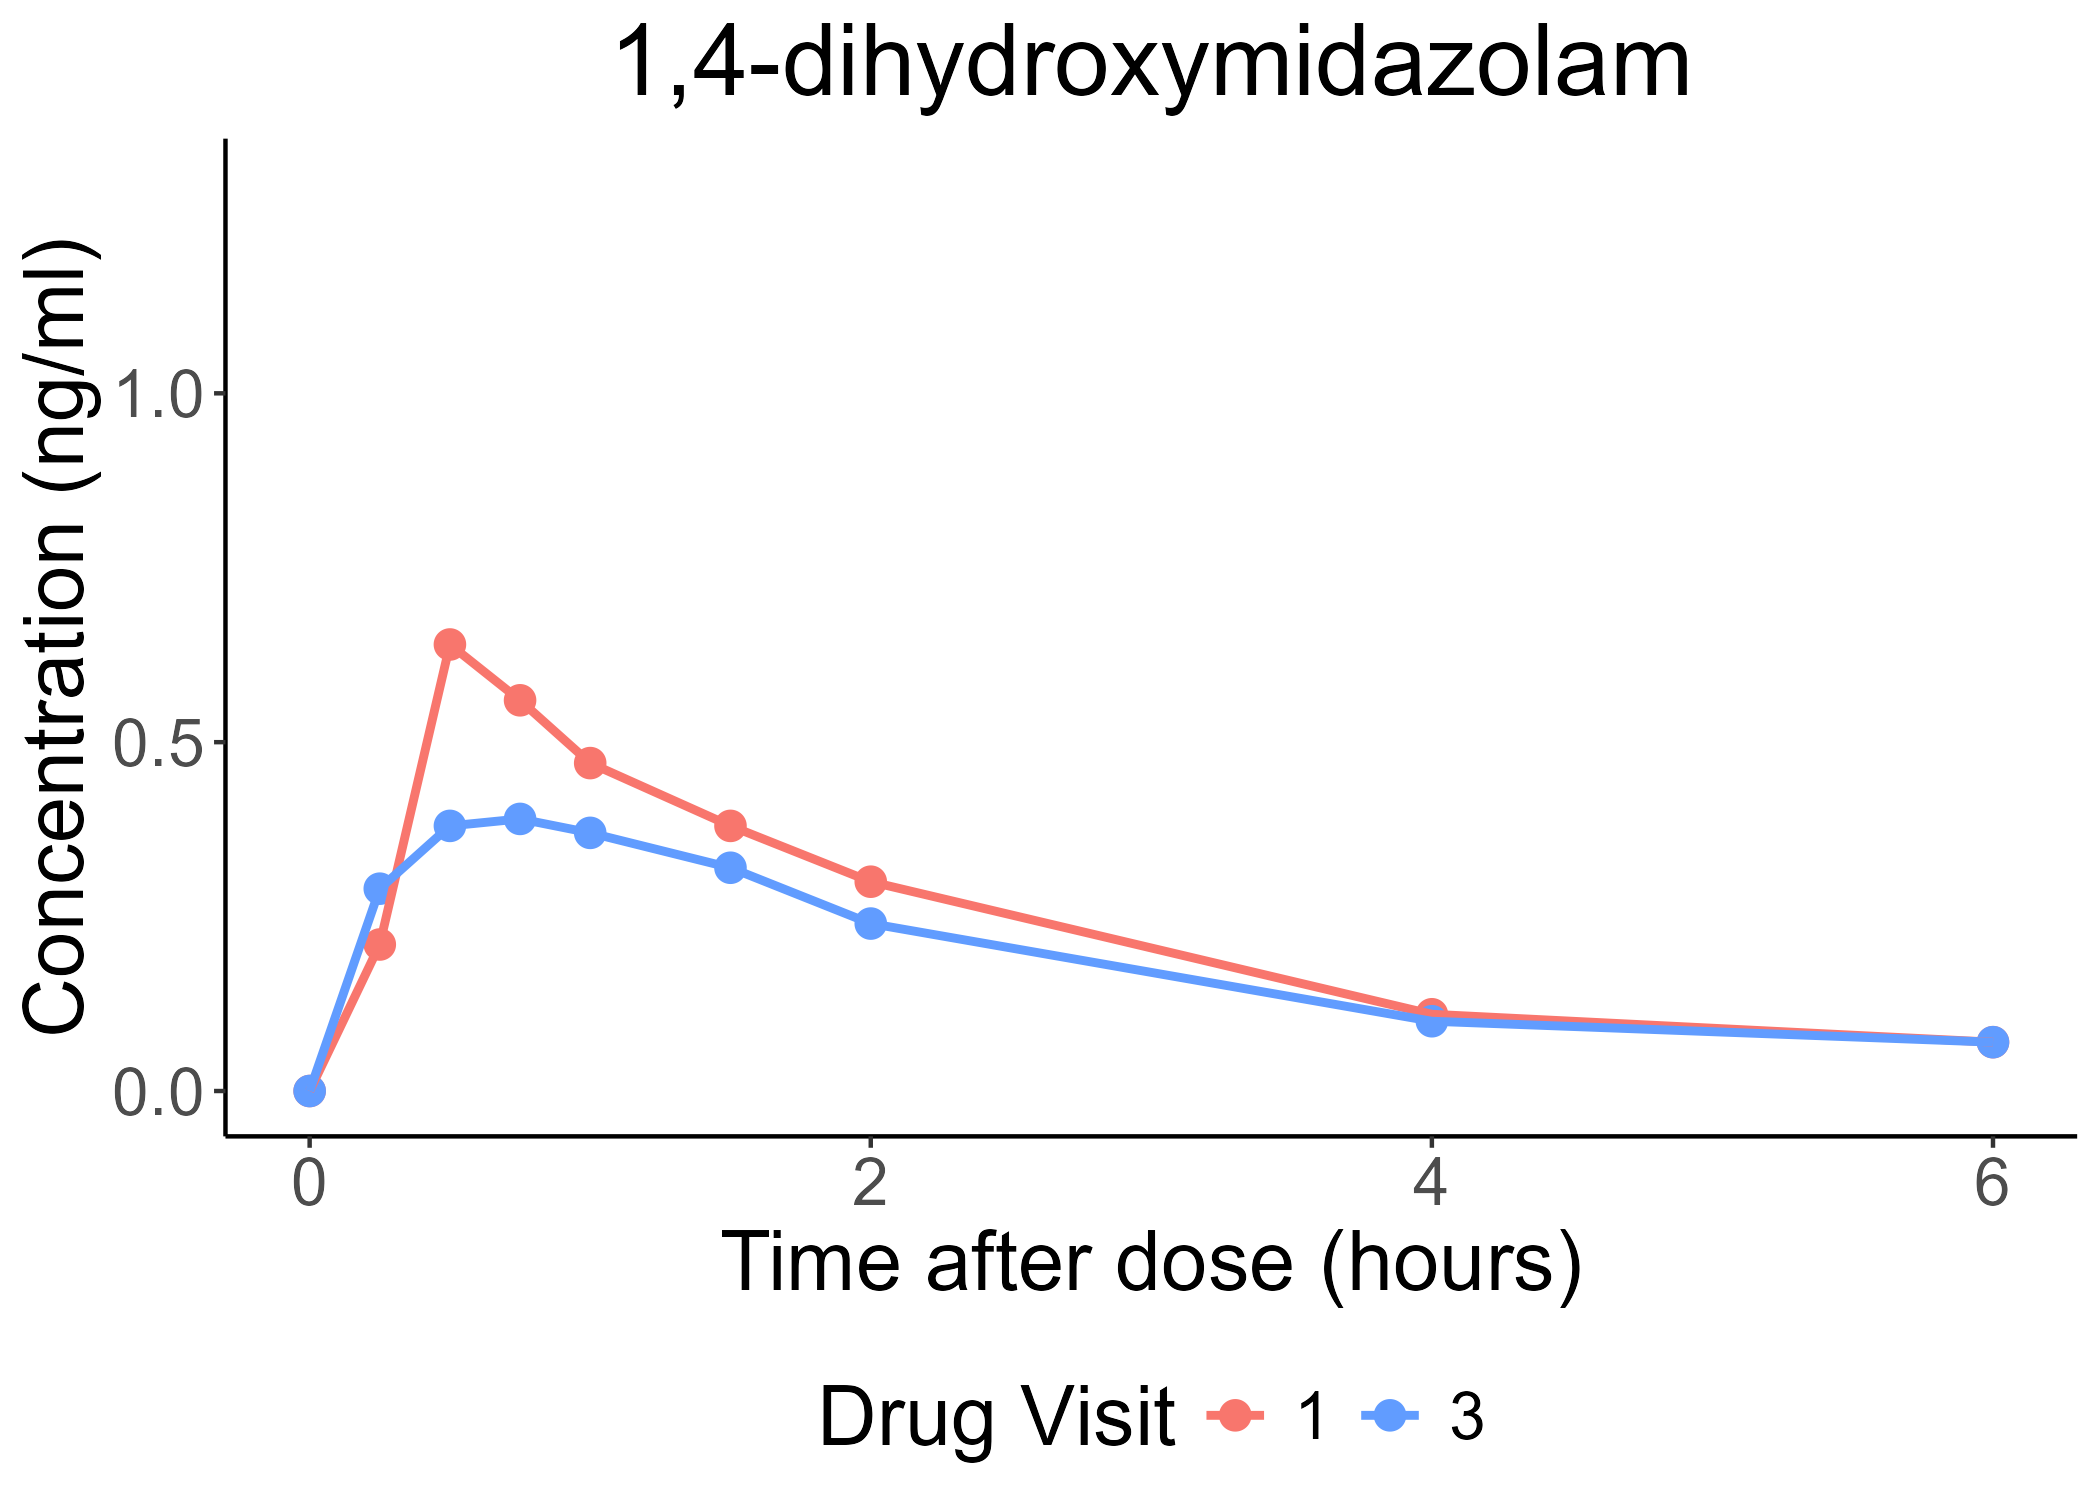 1,4-dihydroxymidazolam
Concentration (ng/ml)
1.0
0.5
0.0
0 2 4 6
Time after dose (hours)
Drug Visit 1 3